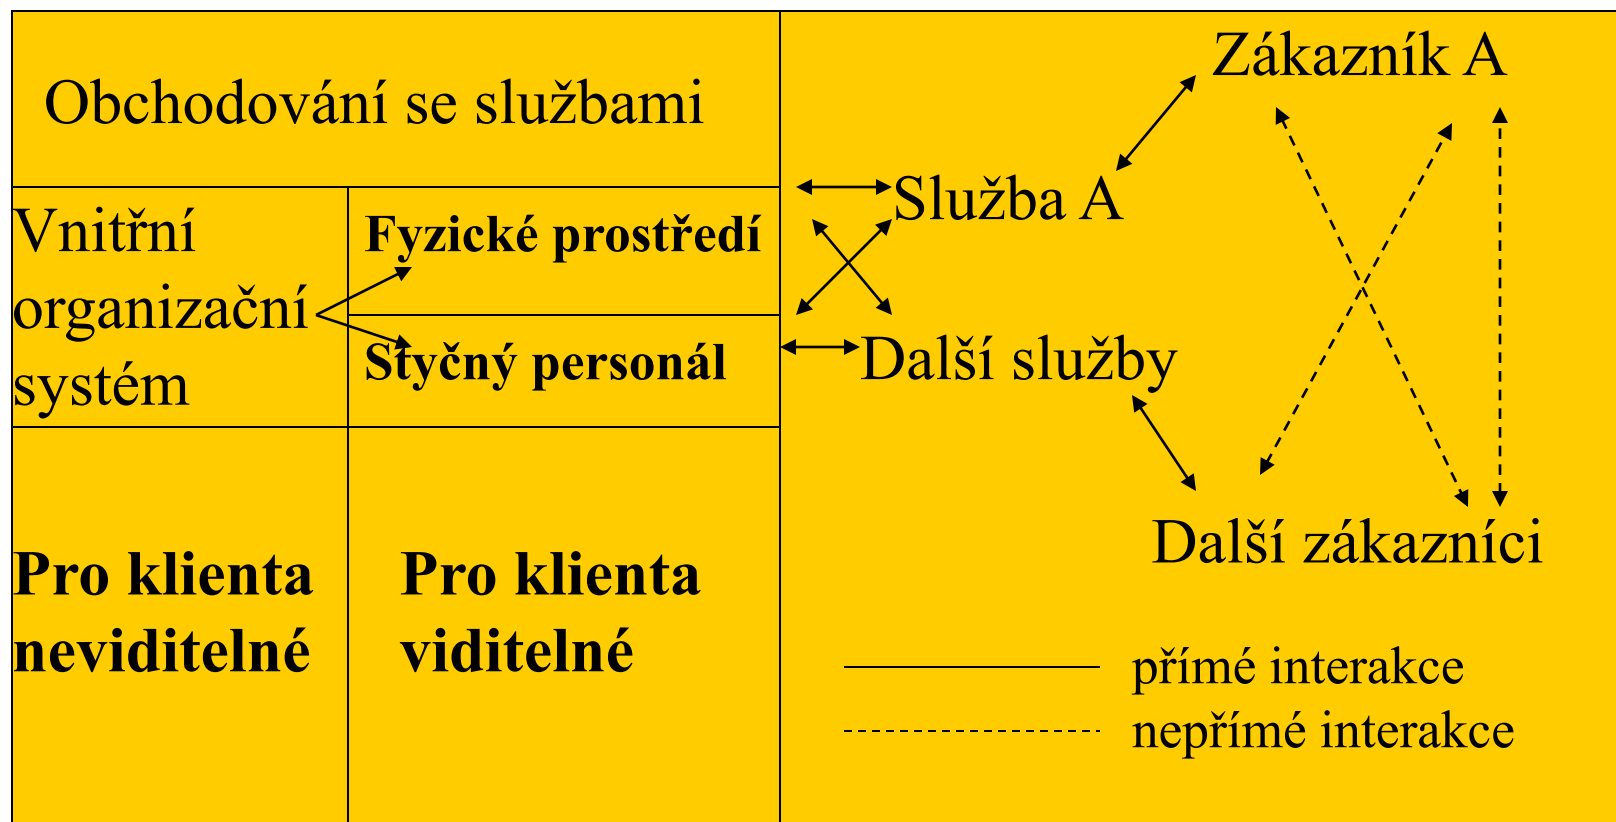 Obchodování se službami
Vnitřní
organizační
systém
Fyzické prostředí
Styčný personál
Pro klienta
neviditelné
Pro klienta
viditelné
Zákazník A
Služba A
Další služby
Další zákazníci
přímé interakce
nepřímé interakce